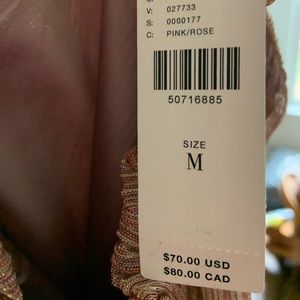 V: 027733
S: 0000177
C: PINK/ROSE
50716885
SIZE
M
$70.00 USD
$80.00 CAD